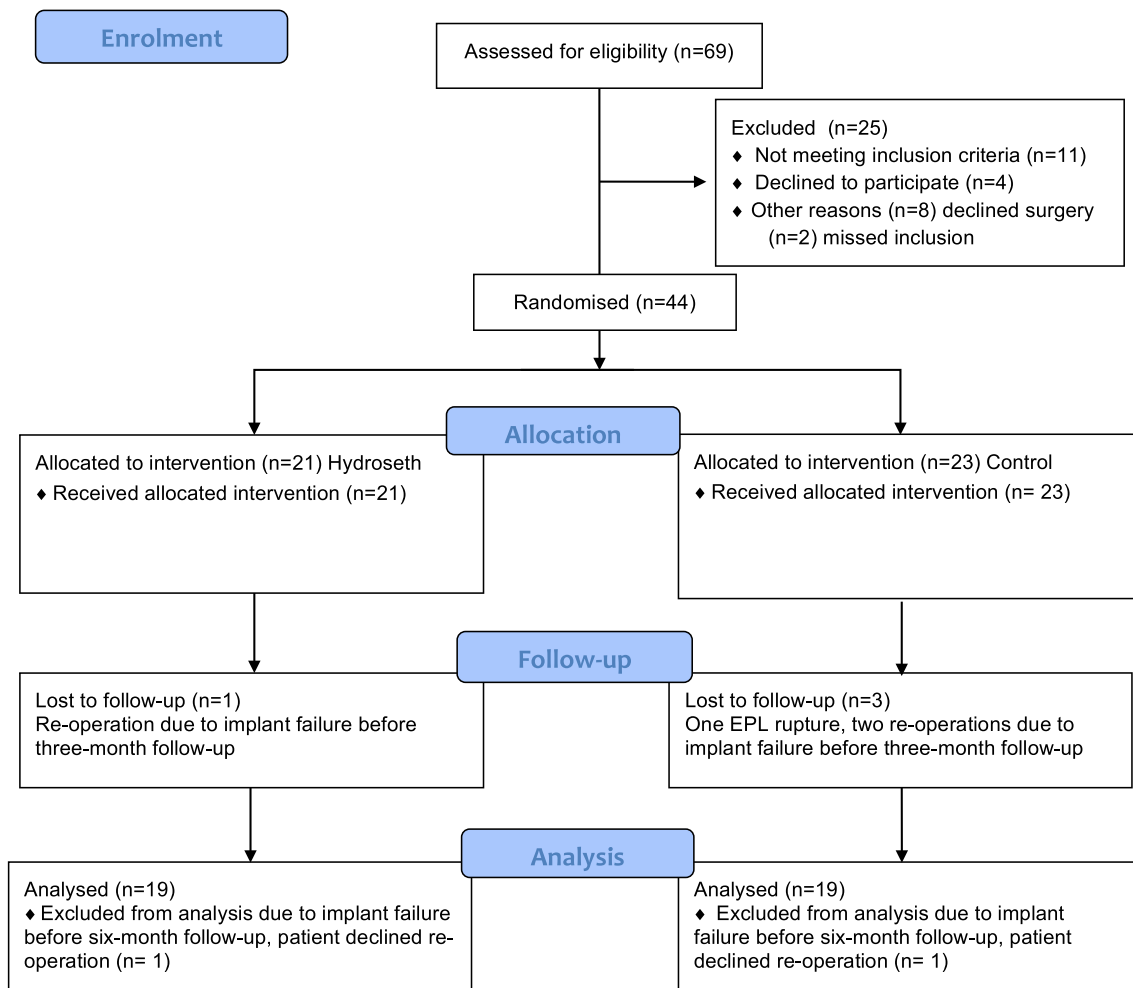 Enrolment
Assessed for eligibility (n=69)
Excluded  (n=25)
♦ Not meeting inclusion criteria (n=11)
♦ Declined to participate (n=4)
♦ Other reasons (n=8) declined surgery
(n=2) missed inclusion
Randomised (n=44)
Allocation
Allocated to intervention (n=21) Hydroseth
♦ Received allocated intervention (n=21)
Allocated to intervention (n=23) Control
♦ Received allocated intervention (n= 23)
Follow-up
Lost to follow-up (n=1)
Re-operation due to implant failure before
three-month follow-up
Lost to follow-up (n=3)
One EPL rupture, two re-operations due to
implant failure before three-month follow-up
Analysis
Analysed (n=19)
♦ Excluded from analysis due to implant failure
before six-month follow-up, patient declined re-
operation (n= 1)
Analysed (n=19)
♦ Excluded from analysis due to implant
failure before six-month follow-up, patient
declined re-operation (n= 1)